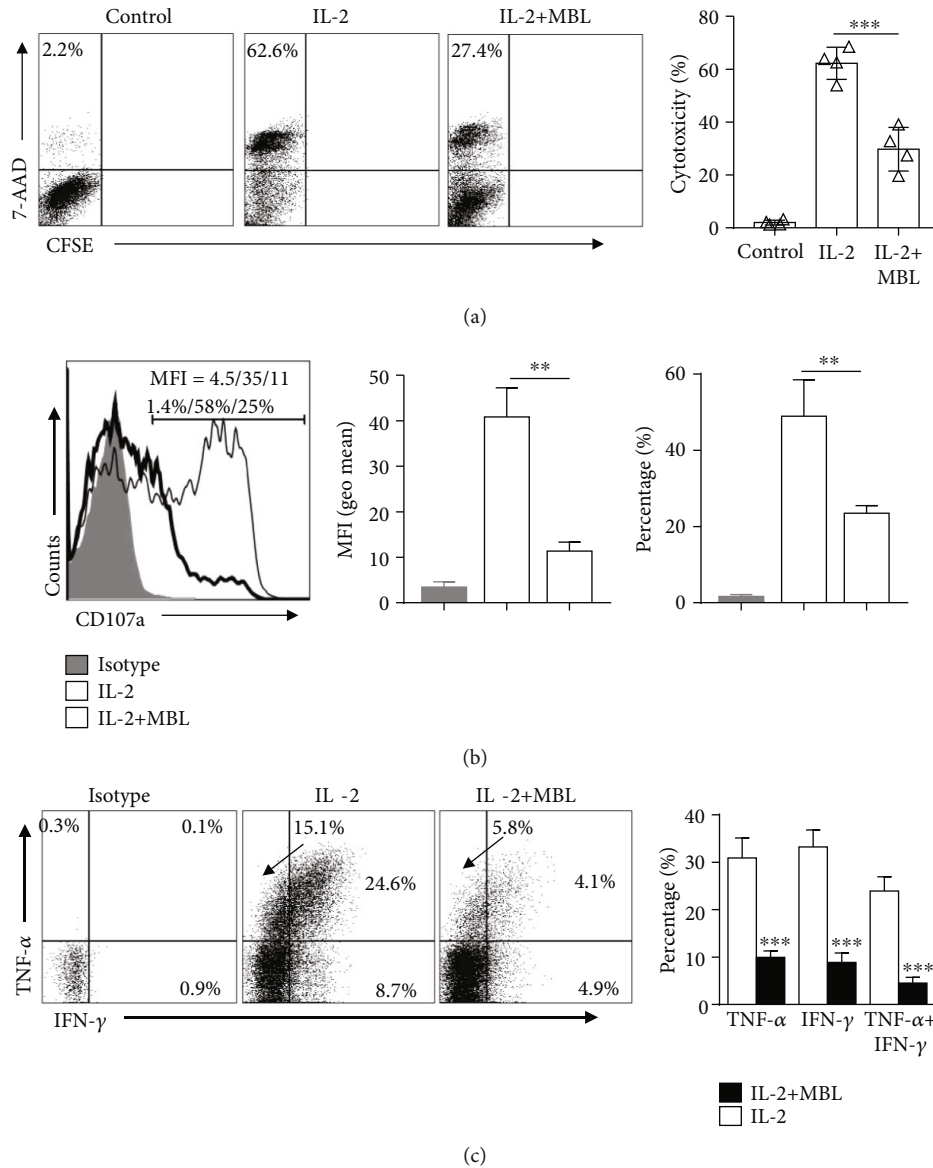 Control IL-2 IL-2+MBL
2.2% 62.6% 27.4%
7-AAD
CFSE
Cytotoxicity (%)
80
60
40
20
0
***
Control IL-2 IL-2+
MBL
(a)
MFI = 4.5/35/11
1.4%/58%/25%
Counts
CD107a
Isotype
IL-2
IL-2+MBL
MFI (geo mean)
50
40
30
20
10
0
**
Percentage (%)
60
40
20
0
**
(b)
Isotype IL -2 IL -2+MBL
0.3% 0.1% 15.1% 5.8%
24.6% 4.1%
0.9% 8.7% 4.9%
TNF-α
IFN-γ
Percentage (%)
40
30
20
10
0
*** *** ***
TNF-α IFN-γ TNF-α+
IFN-γ
IL-2+MBL
IL-2
(c)